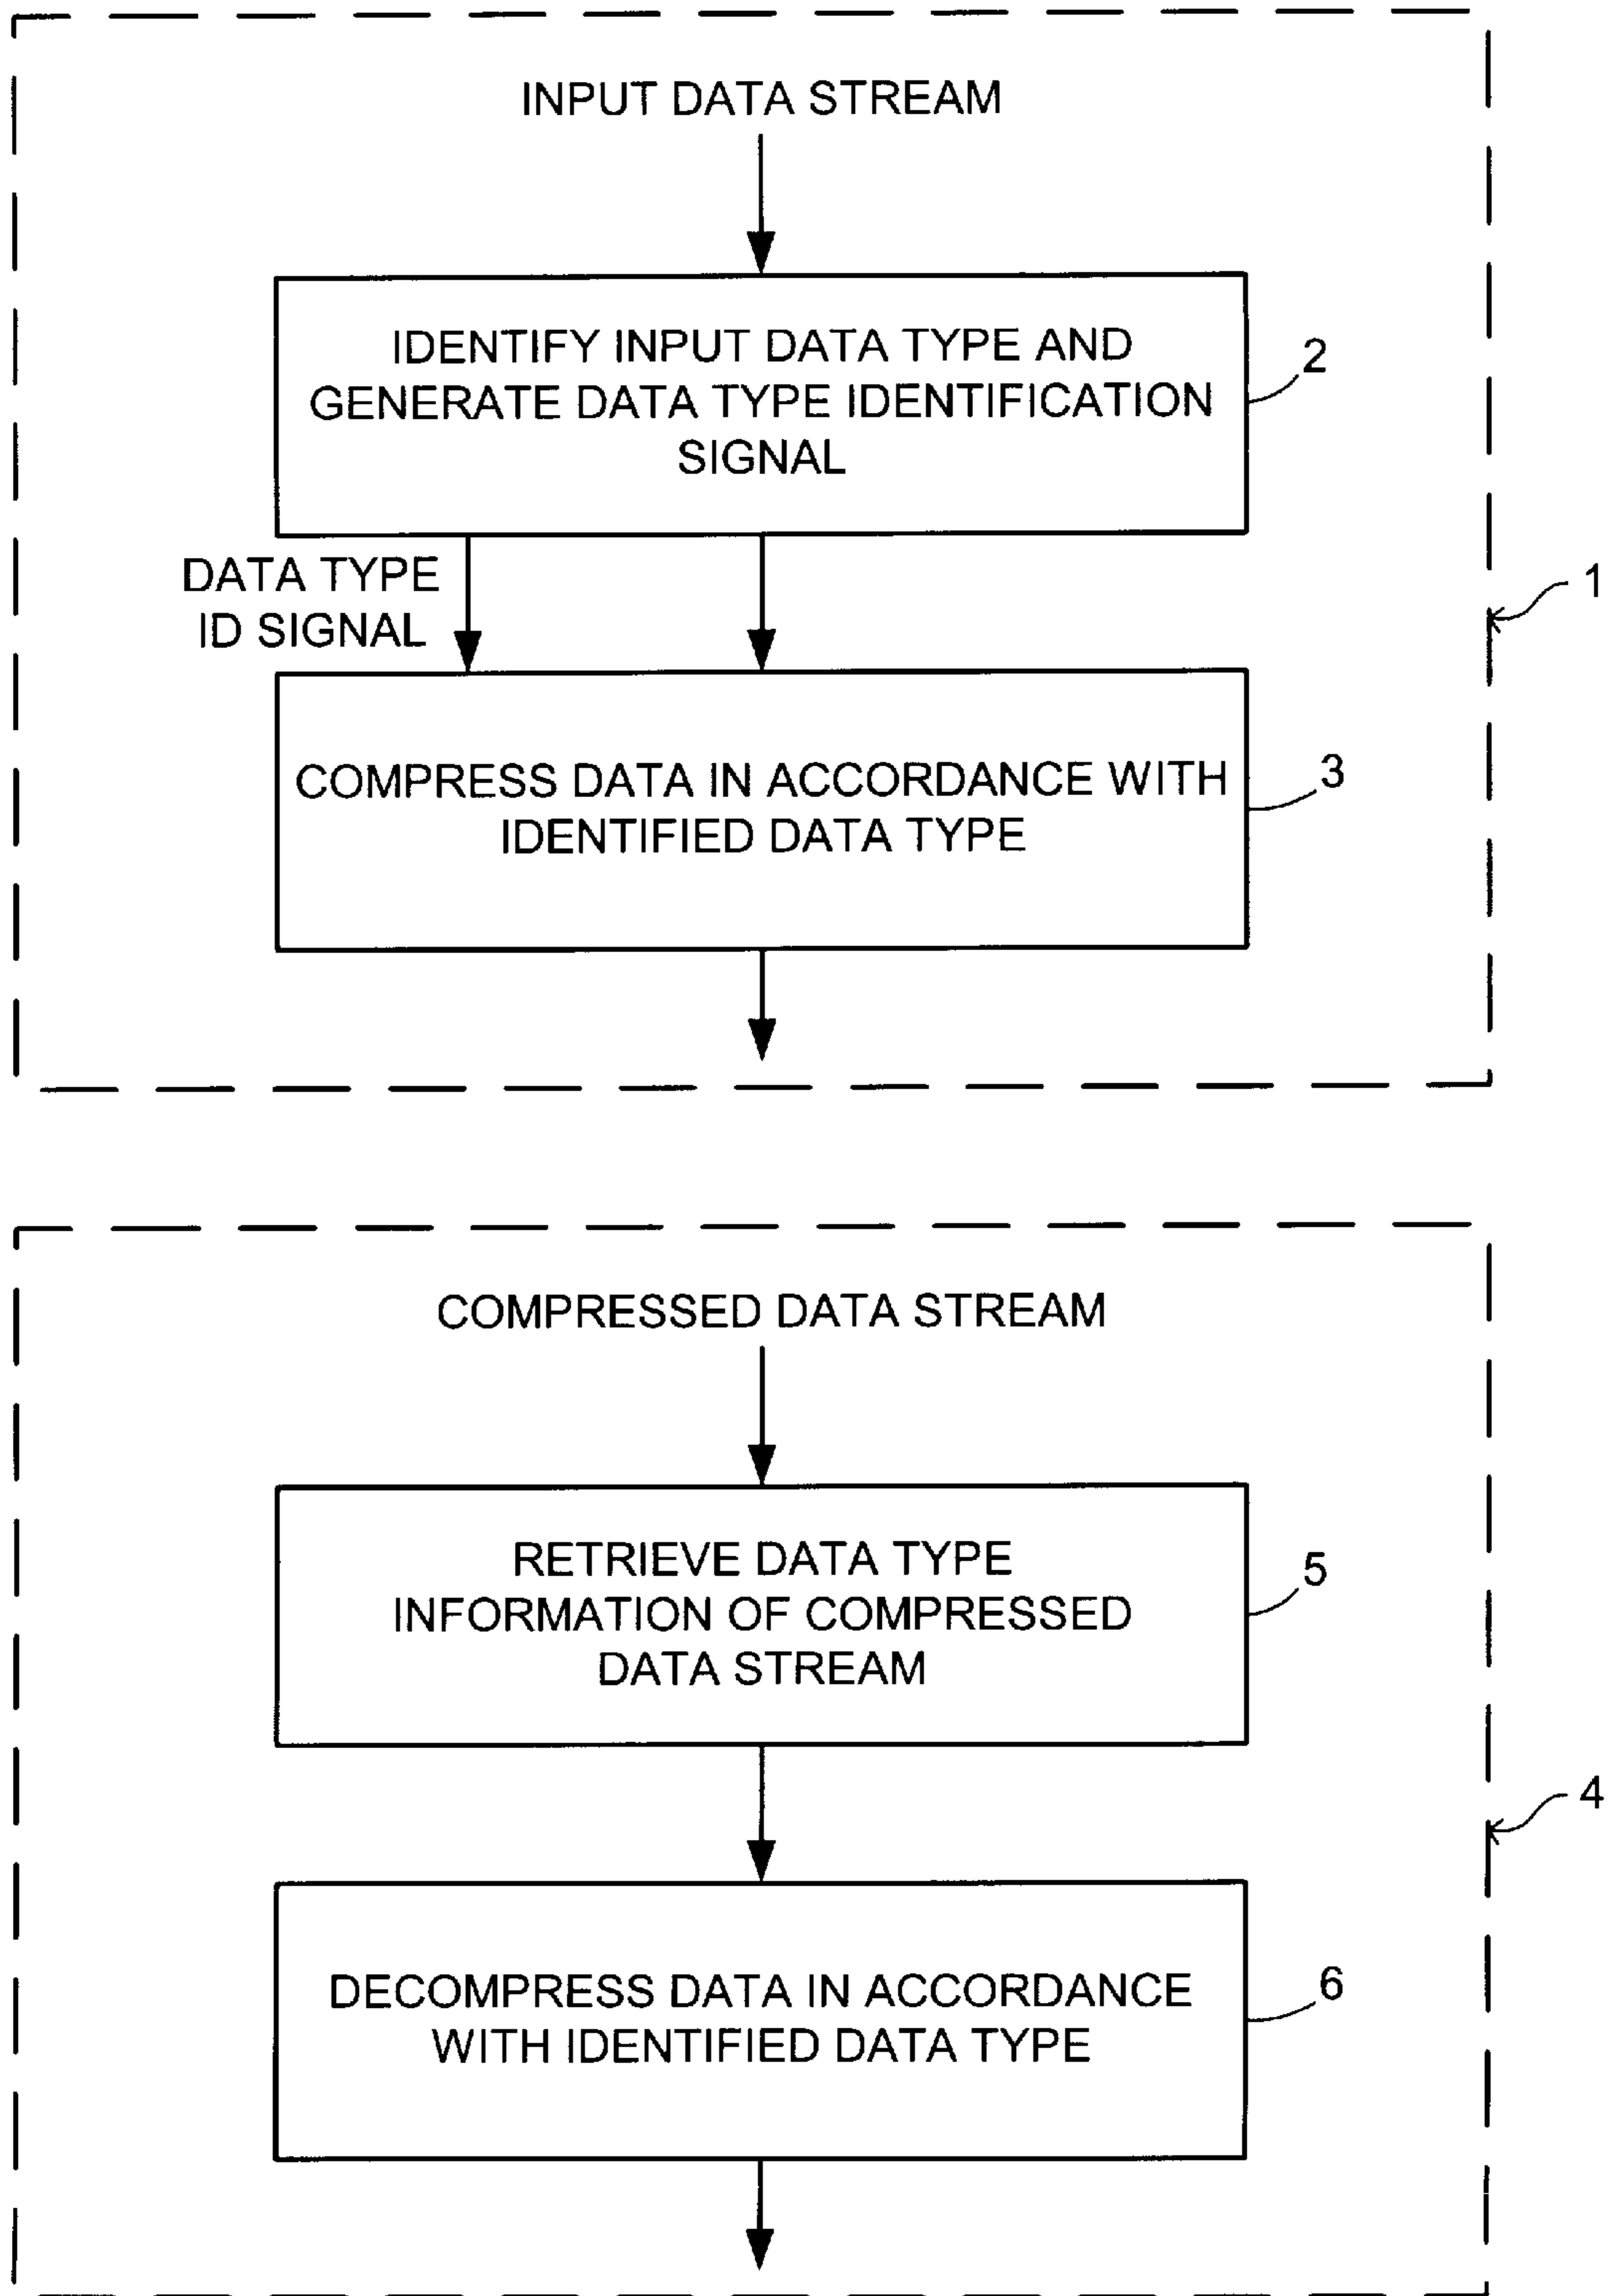 INPUT DATA STREAM
IDENTIFY INPUT DATA TYPE AND
GENERATE DATA TYPE IDENTIFICATION
SIGNAL
2
DATA TYPE
ID SIGNAL
1
COMPRESS DATA IN ACCORDANCE WITH
IDENTIFIED DATA TYPE
3
COMPRESSED DATA STREAM
RETRIEVE DATA TYPE
INFORMATION OF COMPRESSED
DATA STREAM
5
4
DECOMPRESS DATA IN ACCORDANCE
WITH IDENTIFIED DATA TYPE
6